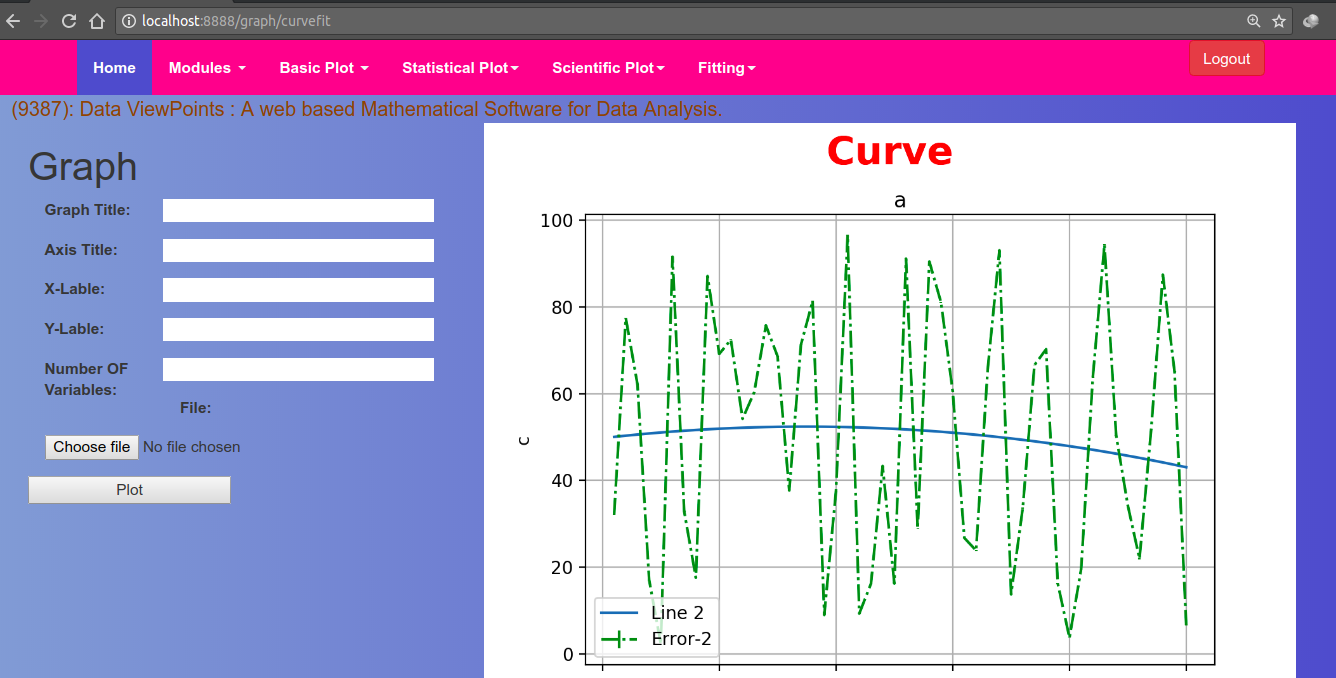 localhost:8888/graph/curvefit
Home Modules Basic Plot Statistical Plot Scientific Plot Fitting Logout
(9387): Data ViewPoints : A web based Mathematical Software for Data Analysis.
Graph
Graph Title:
Axis Title:
X-Lable:
Y-Lable:
Number OF
Variables:
File:
Choose file No file chosen
Plot
Curve
a
100
80
60
40
20
0
c
Line 2
Error-2